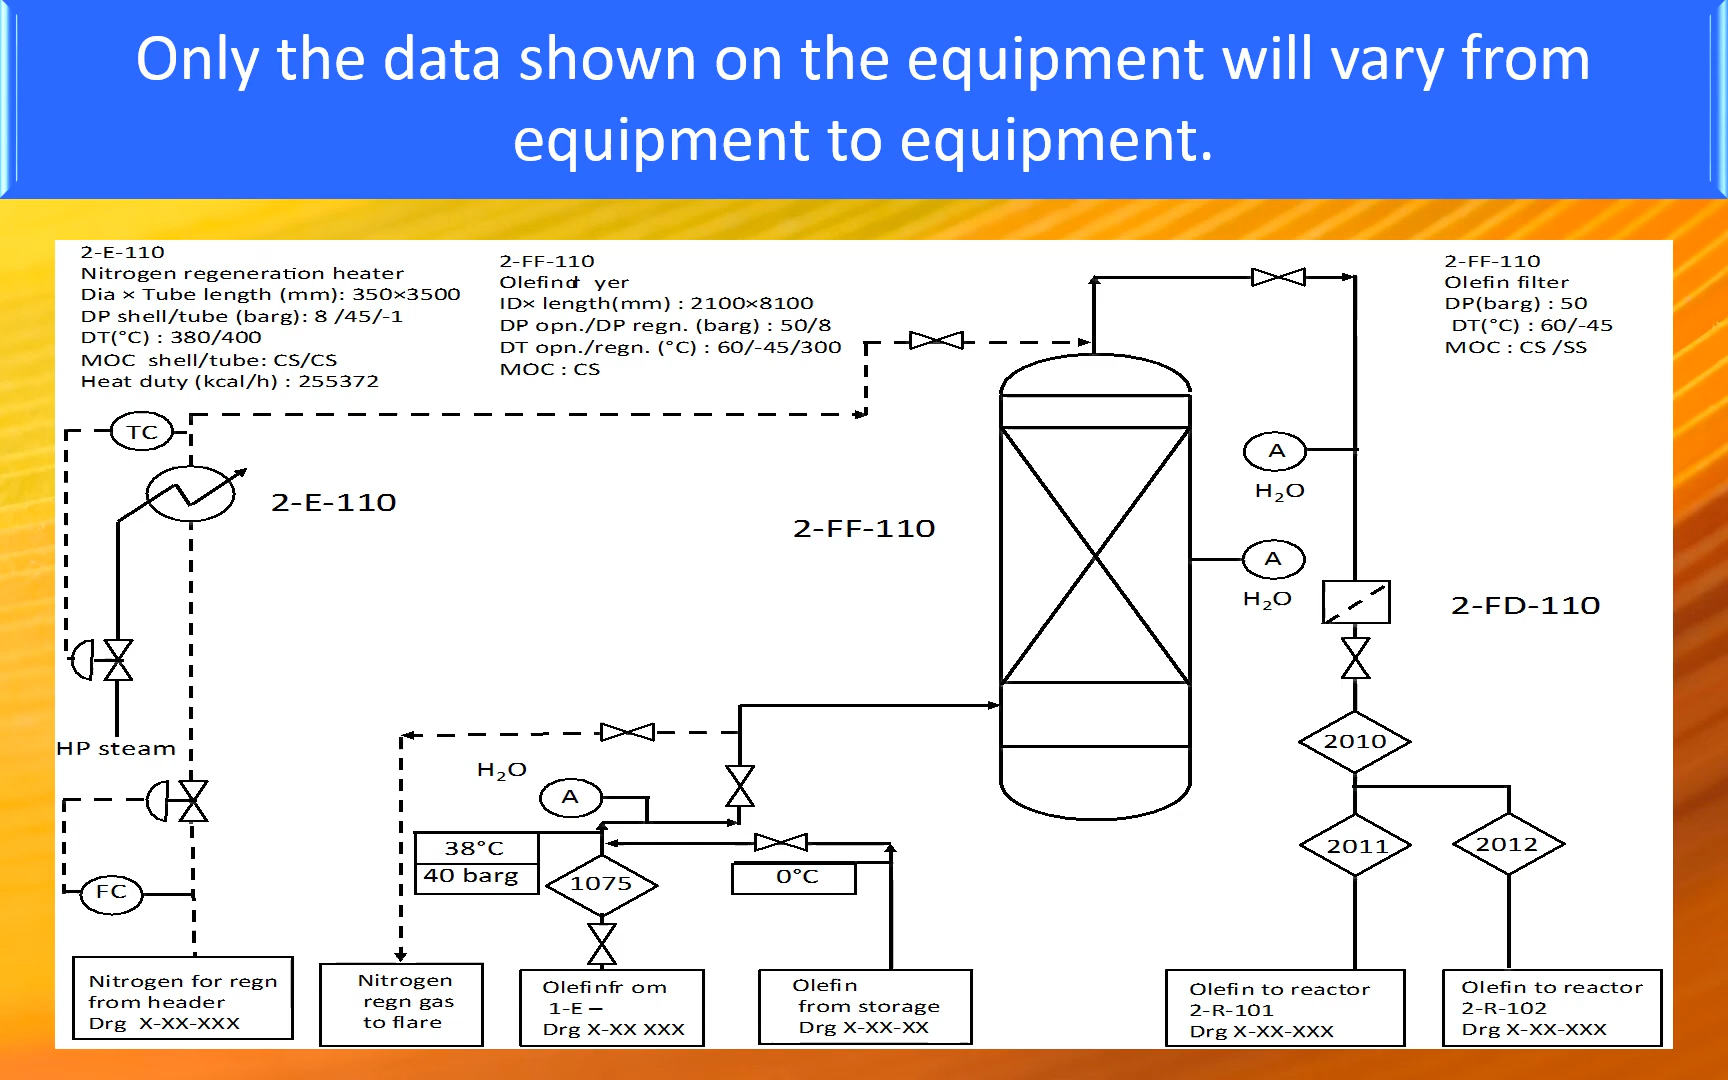 Only the data shown on the equipment will vary from
equipment to equipment.
2-E-110
Nitrogen regeneration heater
Dia × Tube length (mm): 350×3500
DP shell/tube (barg): 8 /45/-1
DT(°C) : 380/400
MOC shell/tube: CS/CS
Heat duty (kcal/h) : 255372
2-FF-110
Olefind yer
ID× length(mm) : 2100×8100
DP opn./DP regn. (barg) : 50/8
DT opn./regn. (°C) : 60/-45/300
MOC : CS
2-FF-110
Olefin filter
DP(barg) : 50
DT(°C) : 60/-45
MOC : CS /SS
TC
2-E-110
2-FF-110
A
H₂O
A
H₂O
2-FD-110
HP steam
2010
H₂O
A
38°C
40 barg
1075
0°C
2011
2012
FC
Nitrogen for regn
from header
Drg X-XX-XXX
Nitrogen
regn gas
to flare
Olefinfr om
1-E –
Drg X-XX XXX
Olefin
from storage
Drg X-XX-XX
Olefin to reactor
2-R-101
Drg X-XX-XXX
Olefin to reactor
2-R-102
Drg X-XX-XXX